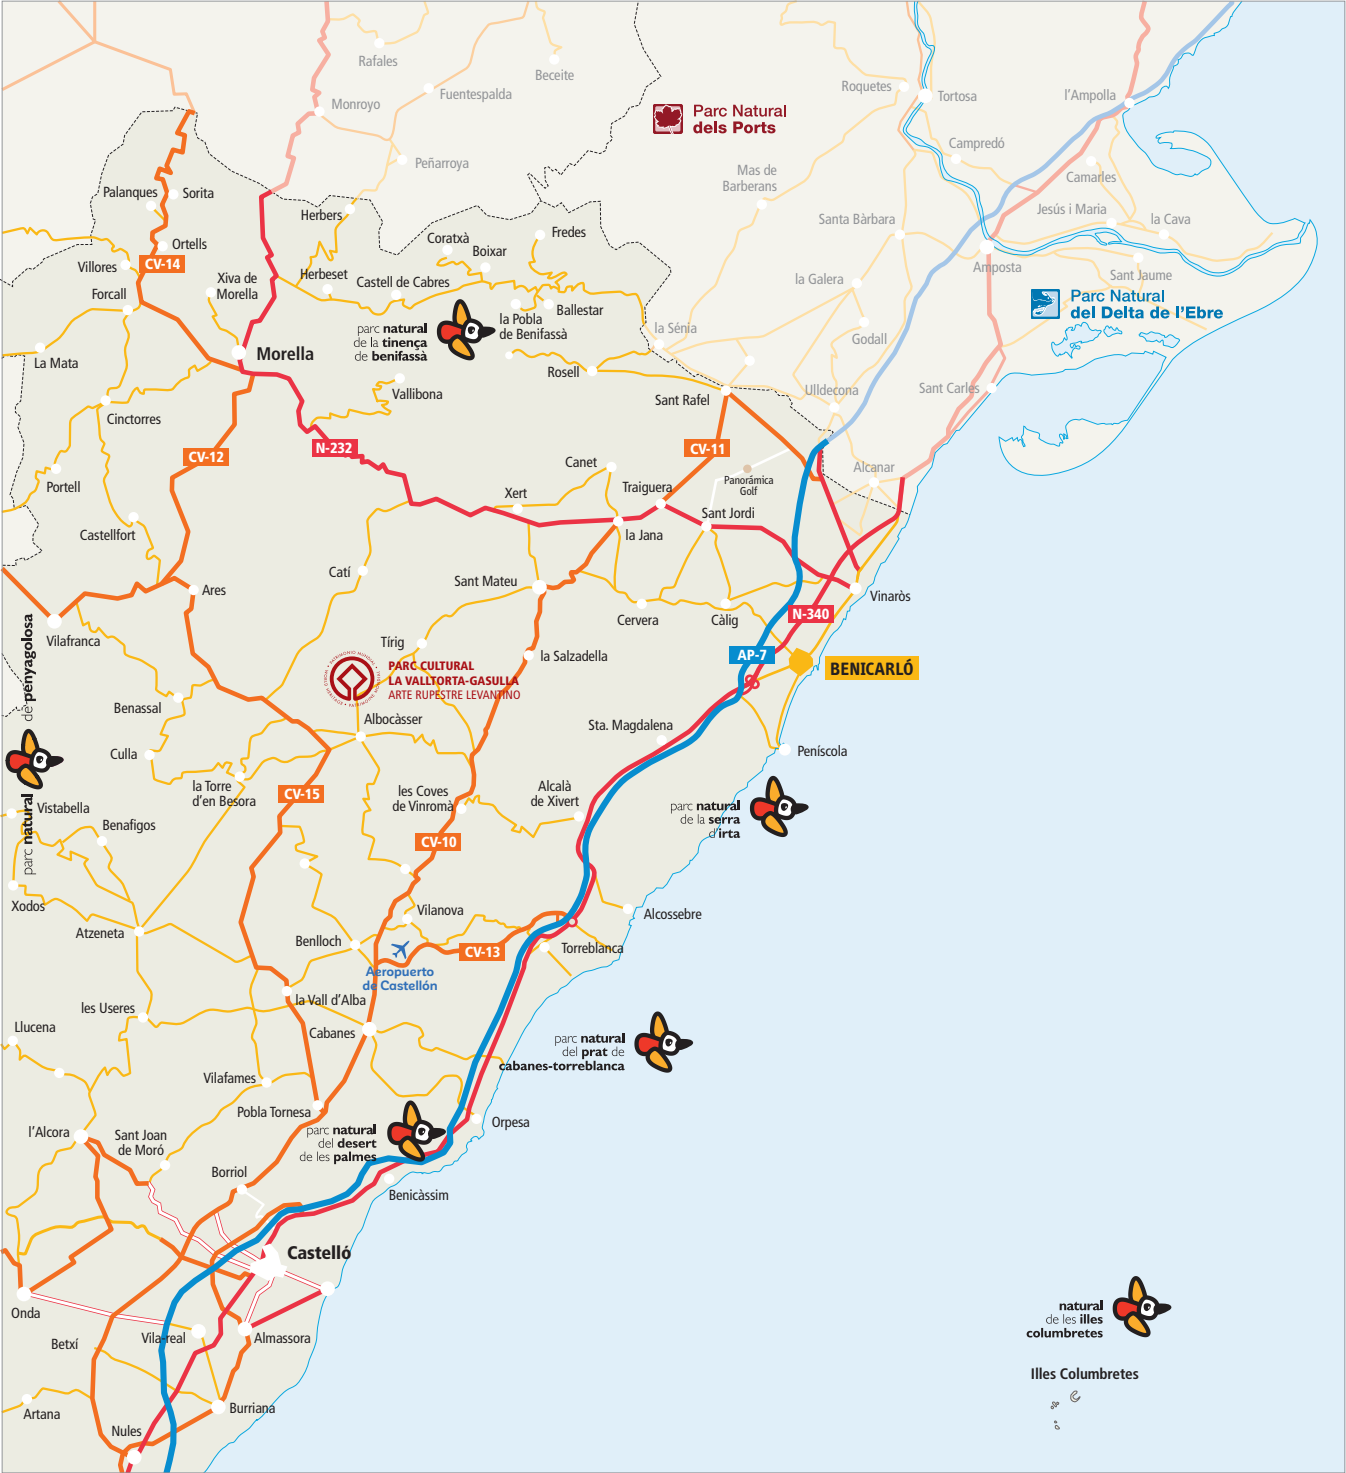 Rafales
Beceite
Monroyo
Fuentespalda
Peñarroya
Roquetes
Tortosa
l'Ampolla
Parc Natural
dels Ports
Campredó
Mas de
Barberans
Camarles
Palanques
Sorita
Herbers
Santa Bàrbara
Jesús i Maria
la Cava
Ortells
Coratxà
Fredes
Boixar
Villores
CV-14
Xiva de
Morella
Herbeset
Castell de Cabres
la Galera
Amposta
Sant Jaume
Forcall
la Pobla
de Benifassà
Ballestar
parc natural
de la tinença
de benifassà
la Sénia
Godall
Parc Natural
del Delta de l'Ebre
La Mata
Morella
Rosell
Vallibona
Sant Rafel
Ulldecona
Sant Carles
Cinctorres
N-232
CV-12
CV-11
Canet
Alcanar
Portell
Traiguera
Panorámica
Golf
Xert
Sant Jordi
Castellfort
la Jana
Catí
Sant Mateu
Ares
Vinaròs
Cervera
Càlig
N-340
Vilafranca
Tírig
la Salzadella
AP-7
BENICARLÓ
PATRIMONIO MUNDIAL
PARC CULTURAL
LA VALLTORTA-GASULLA
ARTE RUPESTRE LEVANTINO
parc natural de penyagolosa
Benassal
Albocàsser
Sta. Magdalena
Culla
Peníscola
la Torre
d'en Besora
CV-15
les Coves
de Vinromà
Alcalà
de Xivert
Vistabella
parc natural
de la serra
d'irta
Benafigos
CV-10
Xodos
Vilanova
Alcossebre
Atzeneta
Benlloch
CV-13
Torreblanca
Aeropuerto
de Castellón
la Vall d'Alba
les Useres
Llucena
Cabanes
parc natural
del prat de
cabanes-torreblanca
Vilafames
Pobla Tornesa
Orpesa
l'Alcora
Sant Joan
de Moró
parc natural
del desert
de les palmes
Borriol
Benicàssim
Castelló
Onda
Betxí
Vila-real
Almassora
natural
de les illes
columbretes
Illes Columbretes
Artana
Burriana
Nules